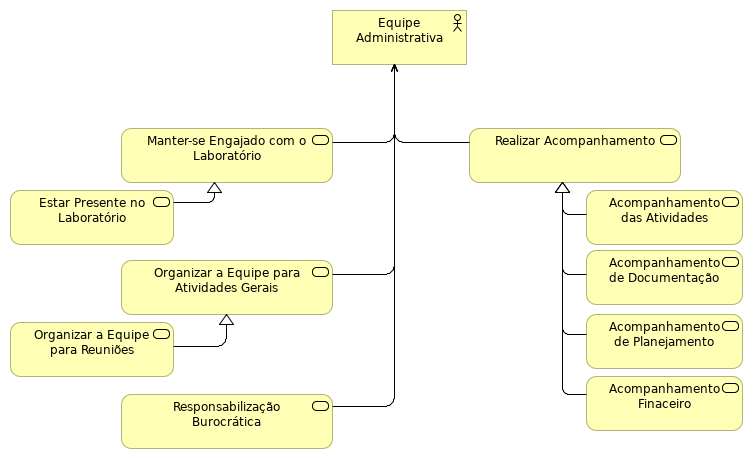 Equipe
Administrativa
Manter-se Engajado com o
Laboratório
Realizar Acompanhamento
Estar Presente no
Laboratório
Acompanhamento
das Atividades
Organizar a Equipe para
Atividades Gerais
Acompanhamento
de Documentação
Organizar a Equipe
para Reuniões
Acompanhamento
de Planejamento
Responsabilização
Burocrática
Acompanhamento
Finaceiro